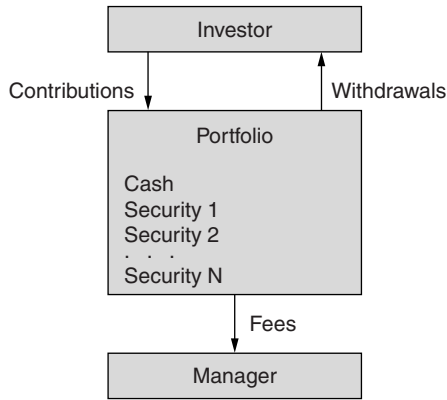 Investor
Contributions
Withdrawals
Portfolio
Cash
Security 1
Security 2
. . .
Security N
Fees
Manager